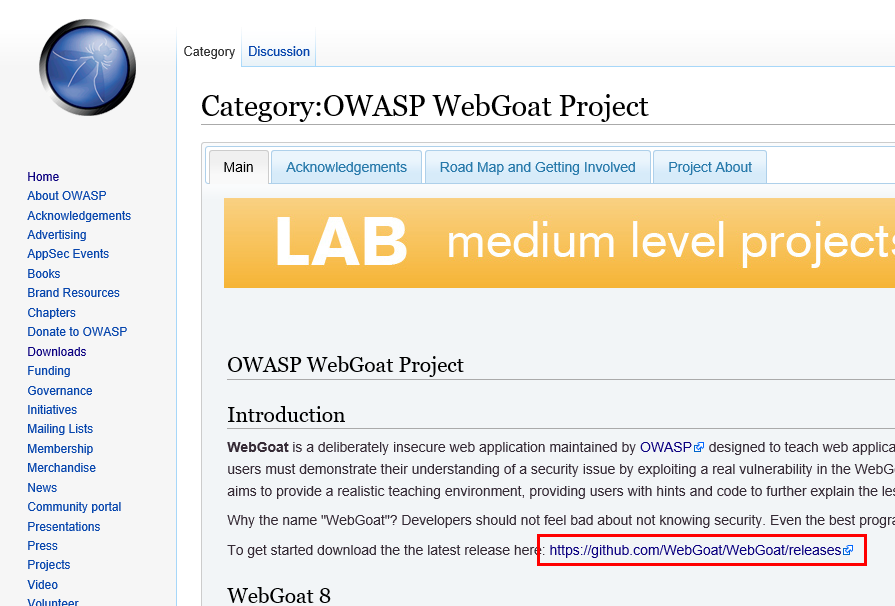 Category Discussion
Category:OWASP WebGoat Project
Main Acknowledgements Road Map and Getting Involved Project About
LAB medium level projects
Home
About OWASP
Acknowledgements
Advertising
AppSec Events
Books
Brand Resources
Chapters
Donate to OWASP
Downloads
Funding
Governance
Initiatives
Mailing Lists
Membership
Merchandise
News
Community portal
Presentations
Press
Projects
Video
Volunteer
OWASP WebGoat Project
Introduction
WebGoat is a deliberately insecure web application maintained by OWASP designed to teach web applica
users must demonstrate their understanding of a security issue by exploiting a real vulnerability in the WebG
aims to provide a realistic teaching environment, providing users with hints and code to further explain the les
Why the name "WebGoat"? Developers should not feel bad about not knowing security. Even the best progra
To get started download the the latest release here: https://github.com/WebGoat/WebGoat/releases
WebGoat 8